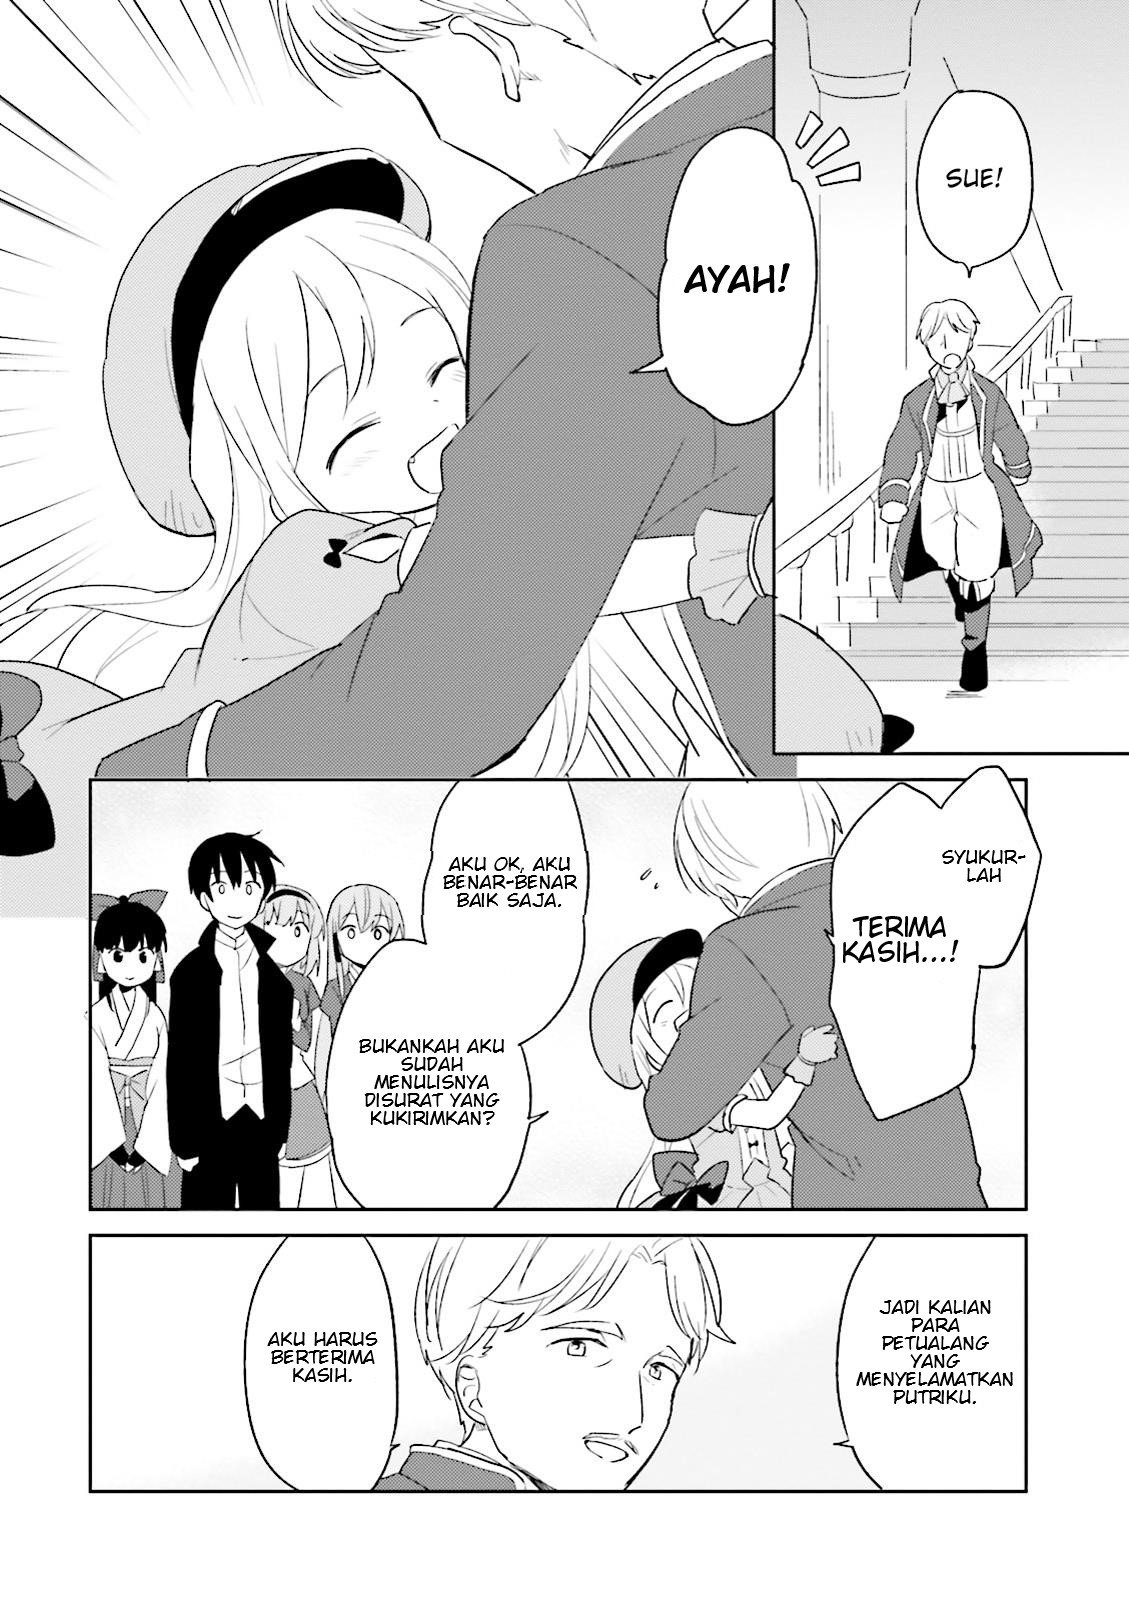 SUE!
AYAH!
SYUKUR-
LAH
TERIMA
KASIH...!
AKU OK, AKU
BENAR-BENAR
BAIK SAJA.
BUKANKAH AKU
SUDAH
MENULISNYA
DISURAT YANG
KUKIRIMKAN?
JADI KALIAN
PARA
PETUALANG
YANG
MENYELAMATKAN
PUTRIKU.
AKU HARUS
BERTERIMA
KASIH.